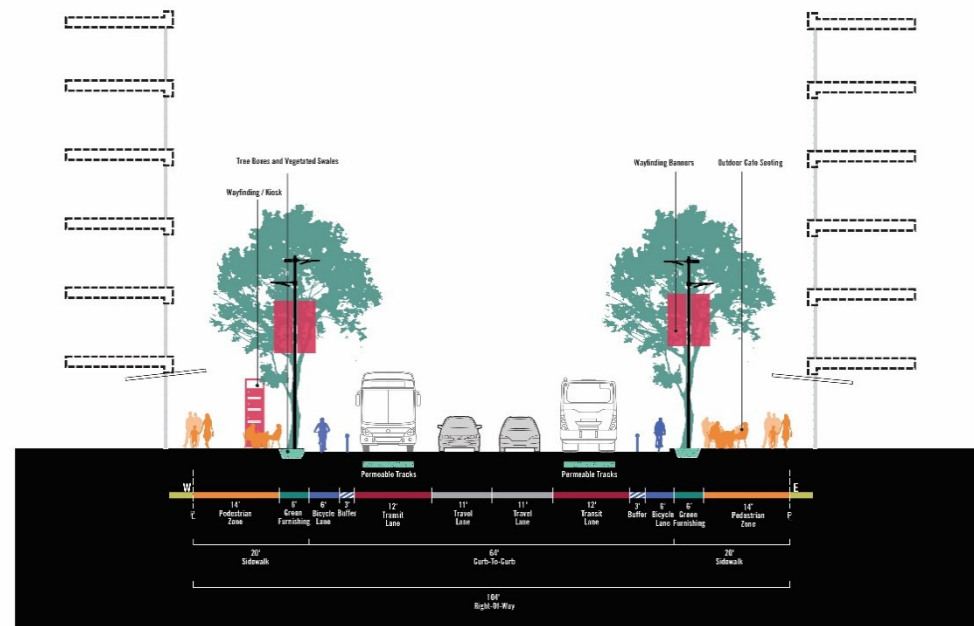 Tree Boxes and Vegetated Swales
Wayfinding Banners
Outdoor Cafe Seating
Wayfinding / Kiosk
Permeable Tracks
Permeable Tracks
W
E
14'
Pedestrian
Zone
6'
Green
Furnishing
6'
Bicycle
Lane
3'
Buffer
12'
Transit
Lane
11'
Travel
Lane
11'
Travel
Lane
12'
Transit
Lane
3'
Buffer
6'
Bicycle
Lane
6'
Green
Furnishing
14'
Pedestrian
Zone
20'
Sidewalk
64'
Curb-To-Curb
20'
Sidewalk
104'
Right-Of-Way